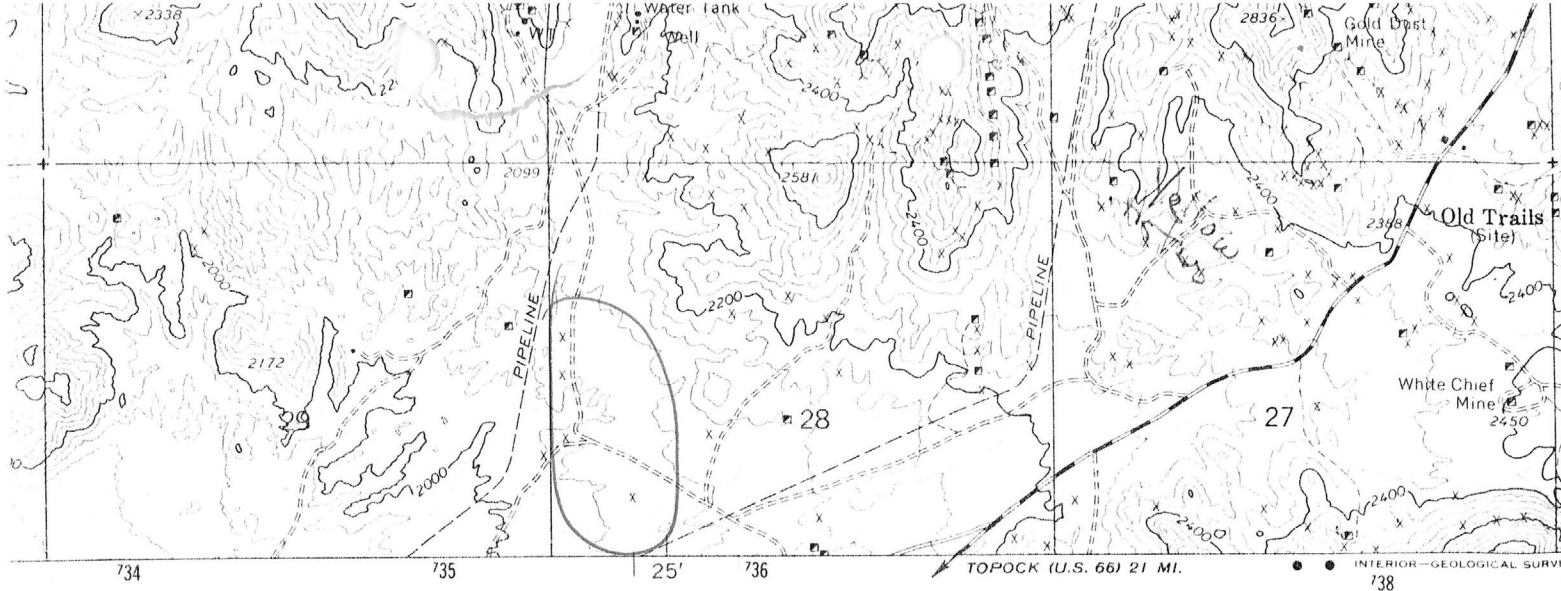 2338
Water Tank
Well
2836
Gold Dust
Mine
2400
2099
2581
2400
2400
2388
Old Trails
(Site)
2000
2200
2400
PIPELINE
PIPELINE
2172
White Chief
Mine
2450
29
28
27
2000
2400
2400
734
735
25'
736
TOPOCK (U.S. 66) 21 MI.
INTERIOR—GEOLOGICAL SURV
738